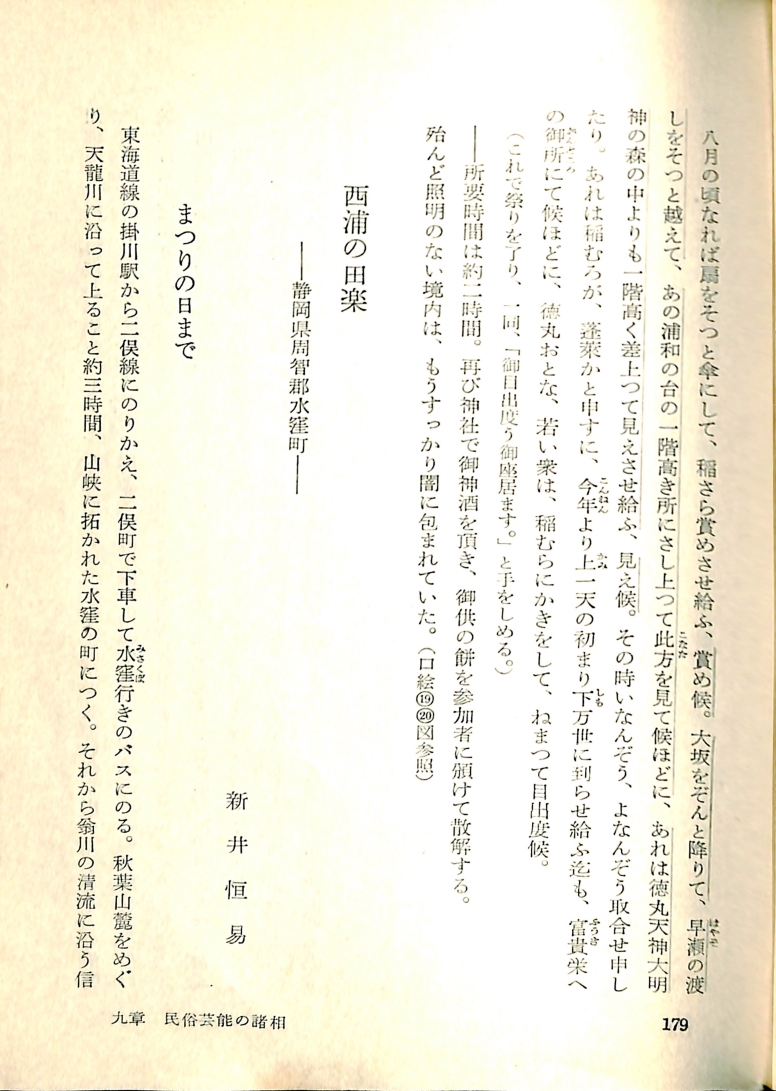 八月の頃なれば扇をそつと傘にして、稲さら賞めさせ給ふ、賞め候。大坂をぞんと降りて、早瀬の渡
しをそつと越えて、あの浦和の台の一階高き所にさし上つて此方を見て候ほどに、あれは徳丸天神大明
神の森の中よりも一階高く差上つて見えさせ給ふ、見え候。その時いなんぞう、よなんぞう取合せ申し
たり。あれは稲むろが、蓬萊かと申すに、今年より上一天の初まり下万世に到らせ給ふ迄も、富貴栄へ
の御所にて候ほどに、徳丸おとな、若い衆は、稲むらにかきをして、ねまつて目出度候。
(これで祭りを了り、一同、「御目出度う御座居ます。」と手をしめる。)
――所要時間は約二時間。再び神社で御神酒を頂き、御供の餅を参加者に頒けて散解する。
殆んど照明のない境内は、もうすっかり闇に包まれていた。(口絵⑲⑳図参照)
西浦の田楽
――静岡県周智郡水窪町――
新井恒易
まつりの日まで
東海道線の掛川駅から二俣線にのりかえ、二俣町で下車して水窪行きのバスにのる。秋葉山麓をめぐ
り、天龍川に沿って上ること約三時間、山峡に拓かれた水窪の町につく。それから翁川の清流に沿う信
九章 民俗芸能の諸相
179